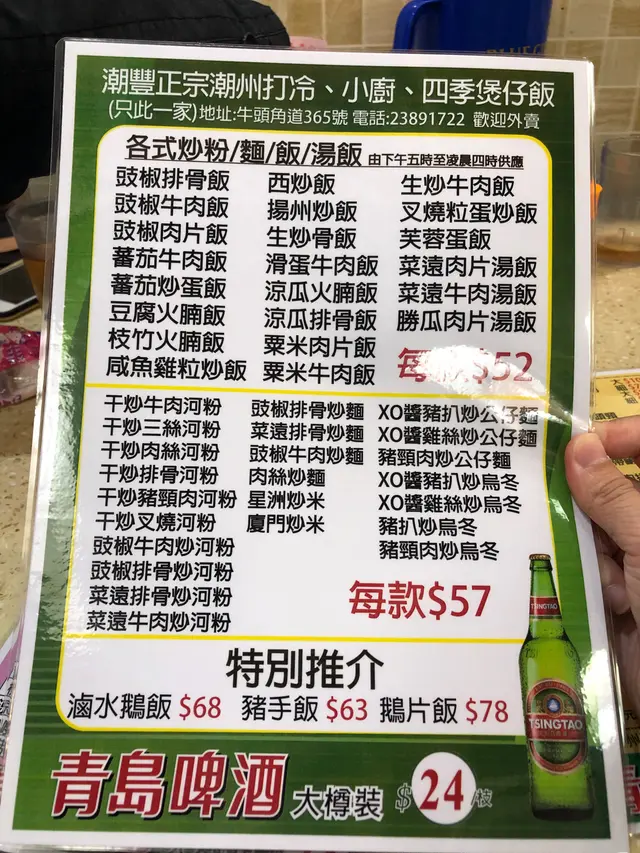 潮豐正宗潮州打冷、小廚、四季煲仔飯
(只此一家)地址:牛頭角道365號 電話:23891722 歡迎外賣
各式炒粉/麵/飯/湯飯 由下午五時至凌晨四時供應
豉椒排骨飯 西炒飯 生炒牛肉飯
豉椒牛肉飯 揚州炒飯 叉燒粒蛋炒飯
豉椒肉片飯 生炒骨飯 芙蓉蛋飯
蕃茄牛肉飯 滑蛋牛肉飯 菜遠肉片湯飯
蕃茄炒蛋飯 涼瓜火腩飯 菜遠牛肉湯飯
豆腐火腩飯 涼瓜排骨飯 勝瓜肉片湯飯
枝竹火腩飯 粟米肉片飯
咸魚雞粒炒飯 粟米牛肉飯
每 $52
干炒牛肉河粉 豉椒排骨炒麵 XO醬豬扒炒公仔麵
干炒三絲河粉 菜遠排骨炒麵 XO醬雞絲炒公仔麵
干炒肉絲河粉 豉椒牛肉炒麵 豬頸肉炒公仔麵
干炒排骨河粉 肉絲炒麵 XO醬豬扒炒烏冬
干炒豬頸肉河粉 星洲炒米 XO醬雞絲炒烏冬
干炒叉燒河粉 廈門炒米 豬扒炒烏冬
豉椒牛肉炒河粉 豬頸肉炒烏冬
豉椒排骨炒河粉
菜遠排骨炒河粉
菜遠牛肉炒河粉
每款$57
特別推介
滷水鵝飯 $68 豬手飯 $63 鵝片飯 $78
TSINGTAO
TSINGTAO
青島啤酒 大樽裝 $24/枝